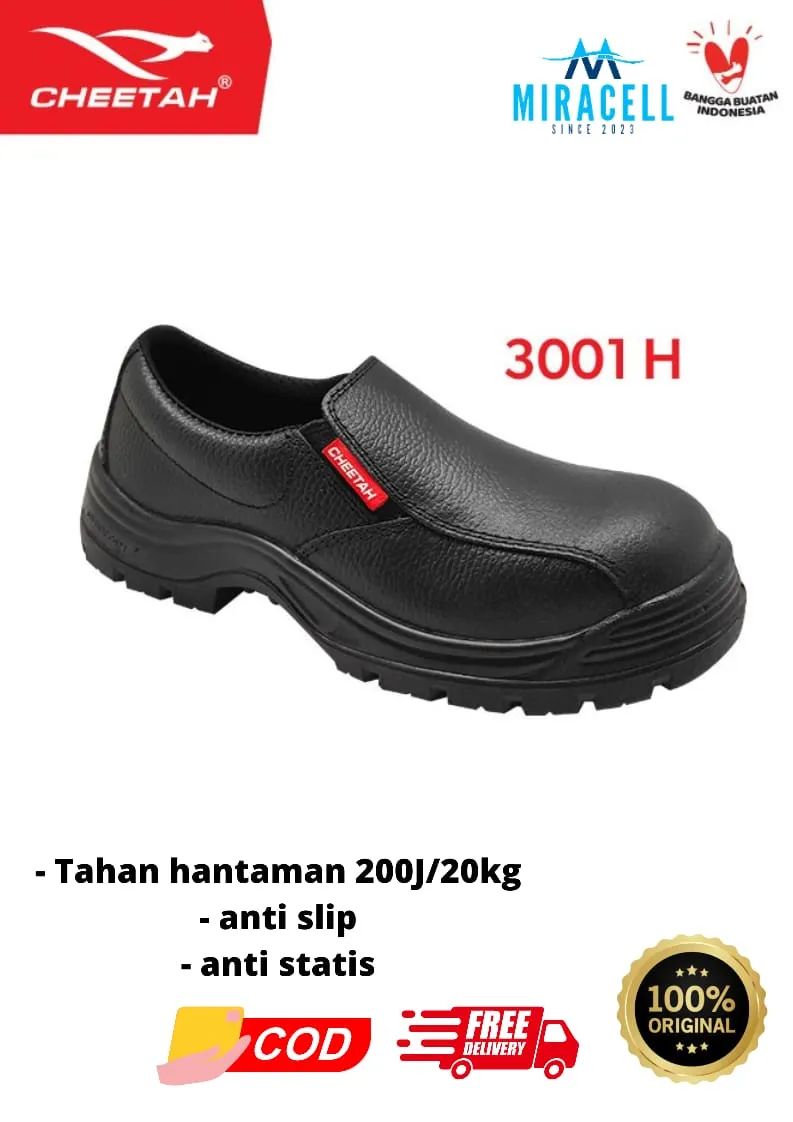 CHEETAH®
MIRACELL
SINCE 2023
BANGGA BUATAN
INDONESIA
3001 H
CHEETAH
- Tahan hantaman 200J/20kg
- anti slip
- anti statis
COD
FREE
DELIVERY
100%
ORIGINAL